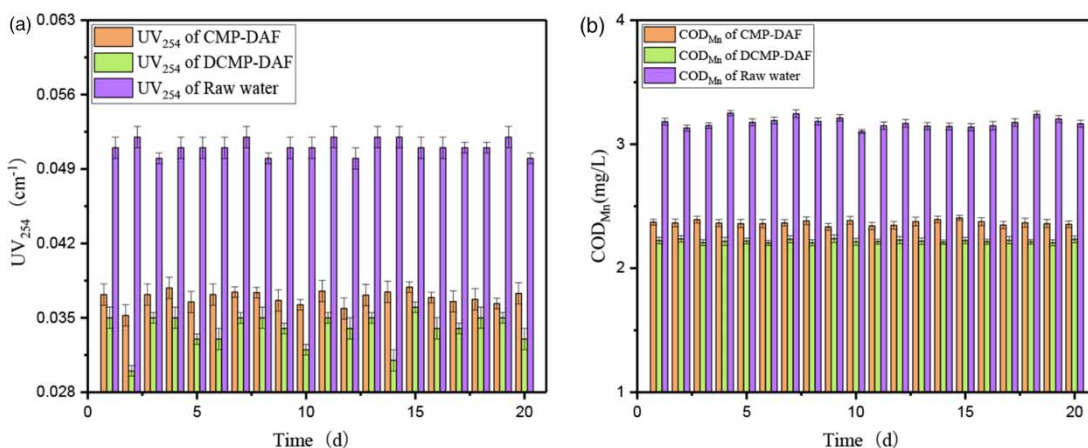 (a)
0.063
0.056
0.049
0.042
0.035
0.028
UV254 (cm-1)
UV254 of CMP-DAF
UV254 of DCMP-DAF
UV254 of Raw water
0 5 10 15 20
Time (d)
(b)
4
3
2
1
CODMn(mg/L)
CODMn of CMP-DAF
CODMn of DCMP-DAF
CODMn of Raw water
0 5 10 15 20
Time (d)